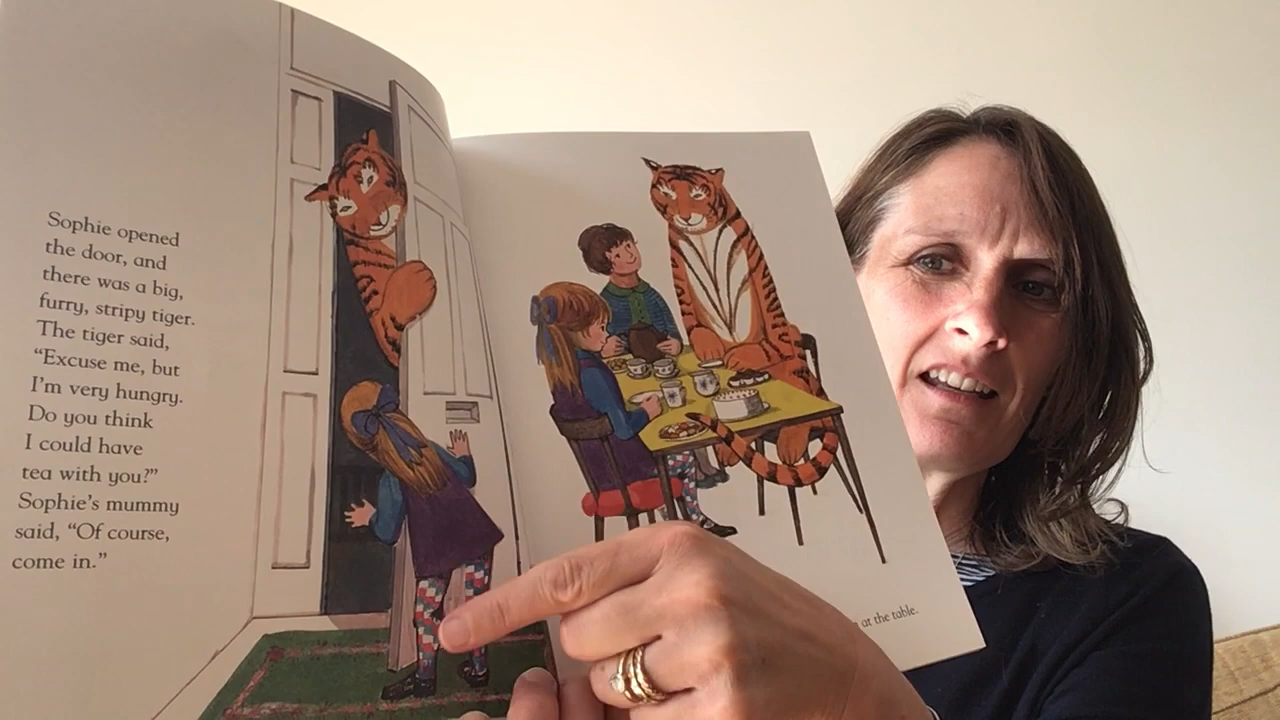 Sophie opened
the door, and
there was a big,
furry, stripy tiger.
The tiger said,
“Excuse me, but
I’m very hungry.
Do you think
I could have
tea with you?”
Sophie’s mummy
said, “Of course,
come in.”
at the table.